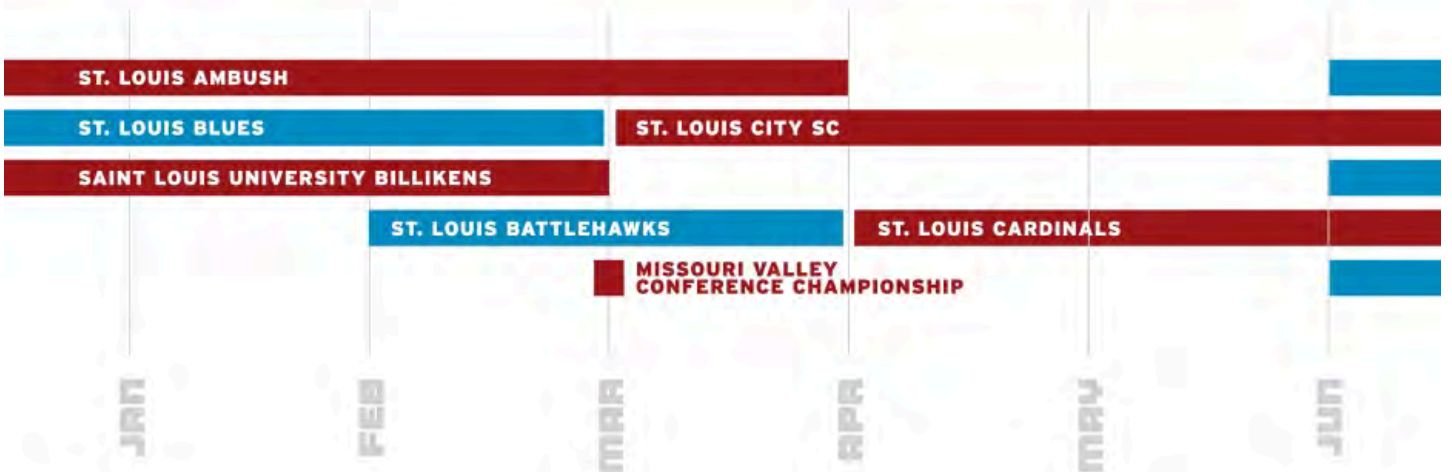 ST. LOUIS AMBUSH
ST. LOUIS BLUES
ST. LOUIS CITY SC
SAINT LOUIS UNIVERSITY BILLIKENS
ST. LOUIS BATTLEHAWKS
ST. LOUIS CARDINALS
MISSOURI VALLEY
CONFERENCE CHAMPIONSHIP
JAN
FEB
MAR
APR
MAY
JUN